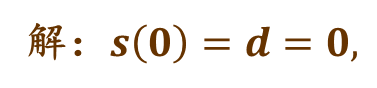 解：s(0) = d = 0,